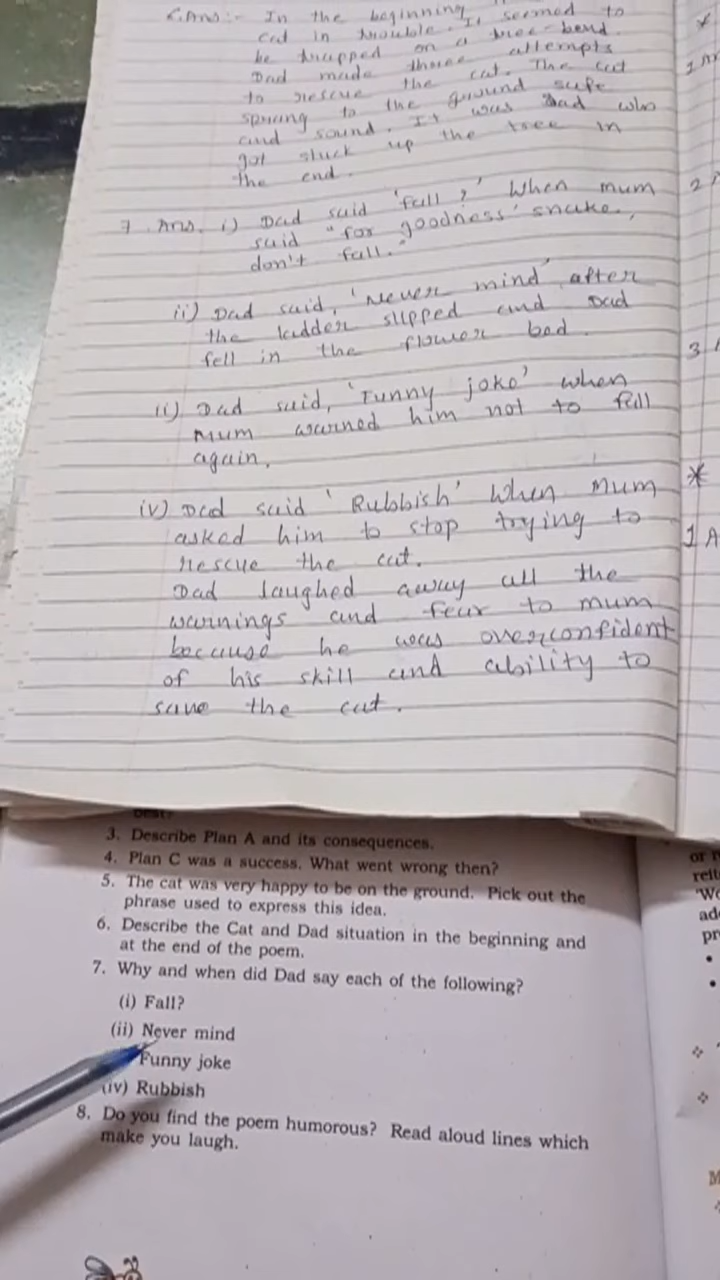 6.Ans:- In the beginning
cat in trouble. It seemed to
be trapped on a tree-bend.
Dad made three attempts
to rescue the cat. The cat
sprung to the ground safe
and sound. It was Dad who
got stuck up the tree in
the end.
7 Ans. i) Dad said 'fall ?' When mum
said "for goodness' snake,
don't fall."
ii) Dad said, 'Never mind' after
the ladder slipped and Dad
fell in the flower bed.
ii) Dad said, 'Funny joke' when
Mum warned him not to fall
again.
iv) Dad said 'Rubbish' When Mum
asked him to stop trying to
rescue the cat.
Dad laughed away all the
warnings and fear to mum
because he was overconfident
of his skill and ability to
save the cat.
3. Describe Plan A and its consequences.
4. Plan C was a success. What went wrong then?
5. The cat was very happy to be on the ground. Pick out the
phrase used to express this idea.
6. Describe the Cat and Dad situation in the beginning and
at the end of the poem.
7. Why and when did Dad say each of the following?
(i) Fall?
(ii) Never mind
Funny joke
(iv) Rubbish
8. Do you find the poem humorous? Read aloud lines which
make you laugh.